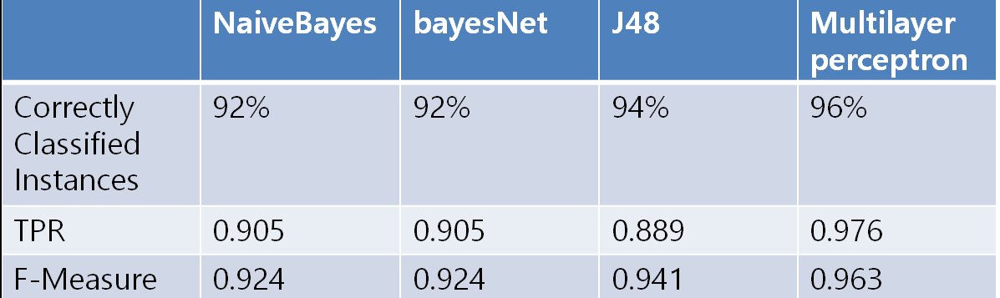 NaiveBayes bayesNet J48 Multilayer
perceptron
Correctly 92% 92% 94% 96%
Classified
Instances
TPR 0.905 0.905 0.889 0.976
F-Measure 0.924 0.924 0.941 0.963